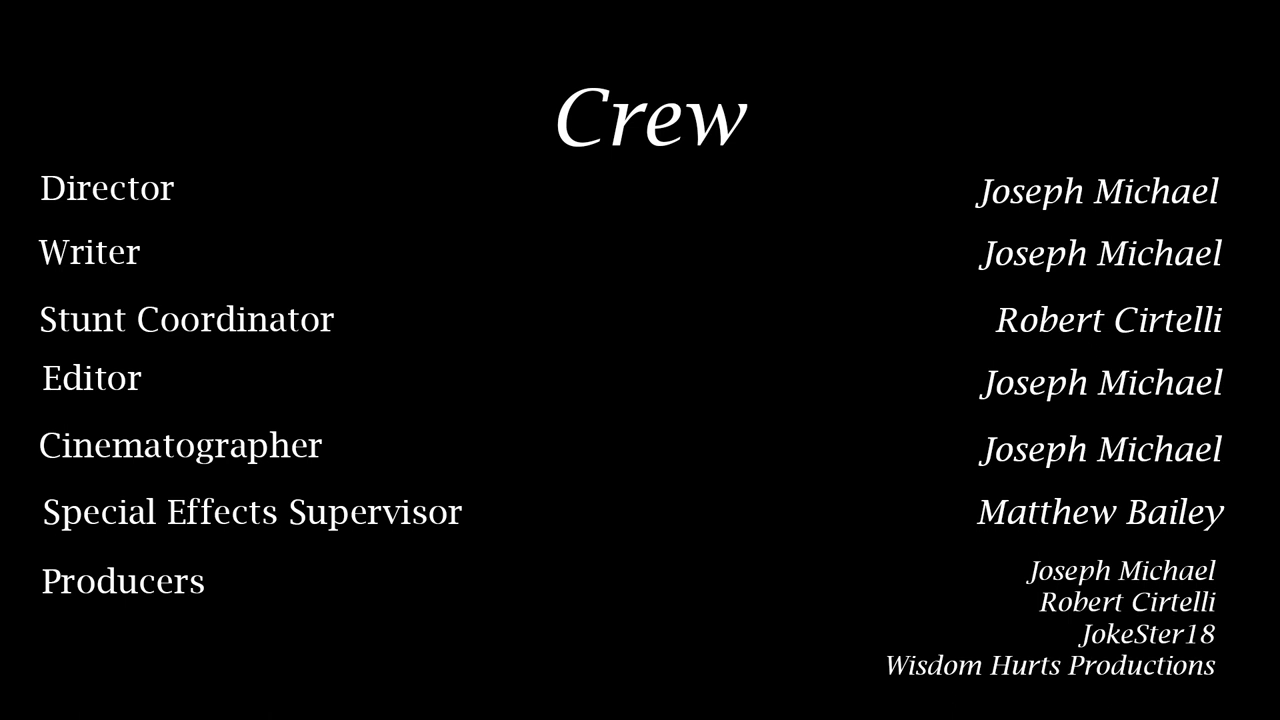 Crew
Director Joseph Michael
Writer Joseph Michael
Stunt Coordinator Robert Cirtelli
Editor Joseph Michael
Cinematographer Joseph Michael
Special Effects Supervisor Matthew Bailey
Producers Joseph Michael
Robert Cirtelli
JokeSter18
Wisdom Hurts Productions